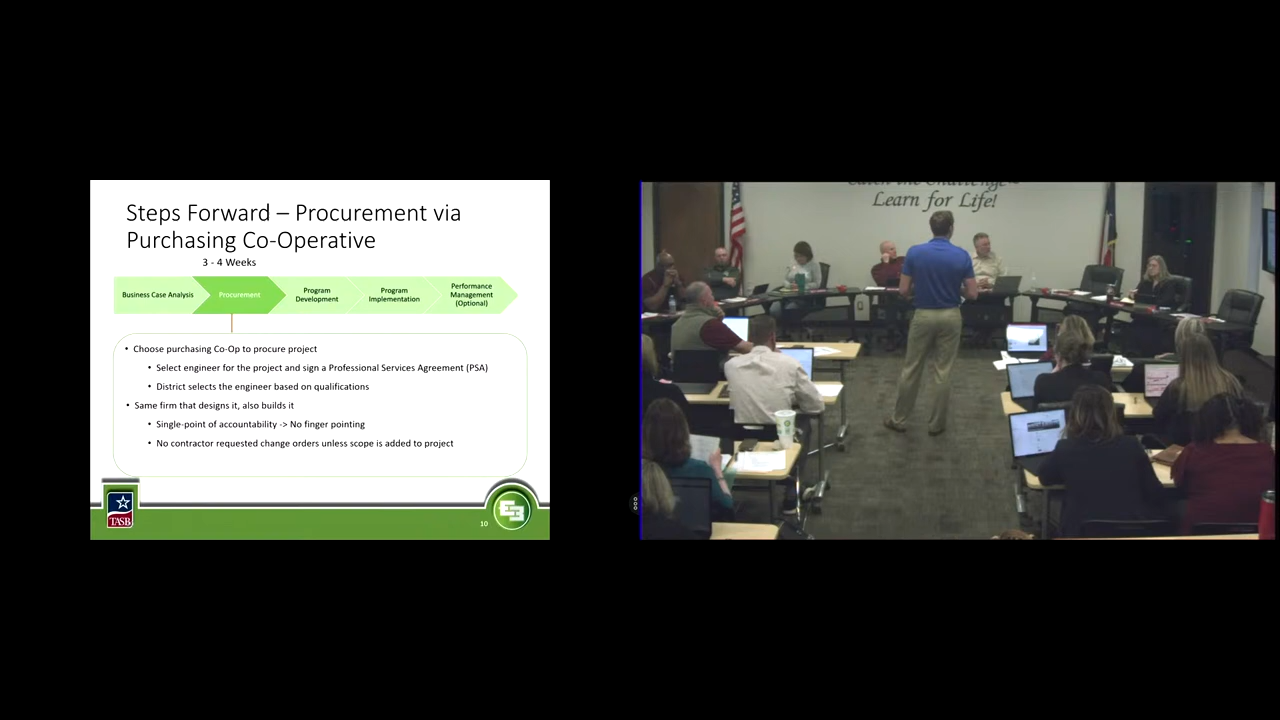 Steps Forward – Procurement via
Purchasing Co-Operative
3 - 4 Weeks
Business Case Analysis
Procurement
Program
Development
Program
Implementation
Performance
Management
(Optional)
• Choose purchasing Co-Op to procure project
• Select engineer for the project and sign a Professional Services Agreement (PSA)
• District selects the engineer based on qualifications
• Same firm that designs it, also builds it
• Single-point of accountability -> No finger pointing
• No contractor requested change orders unless scope is added to project
TASB
10
Catch the Challenge
Learn for Life!